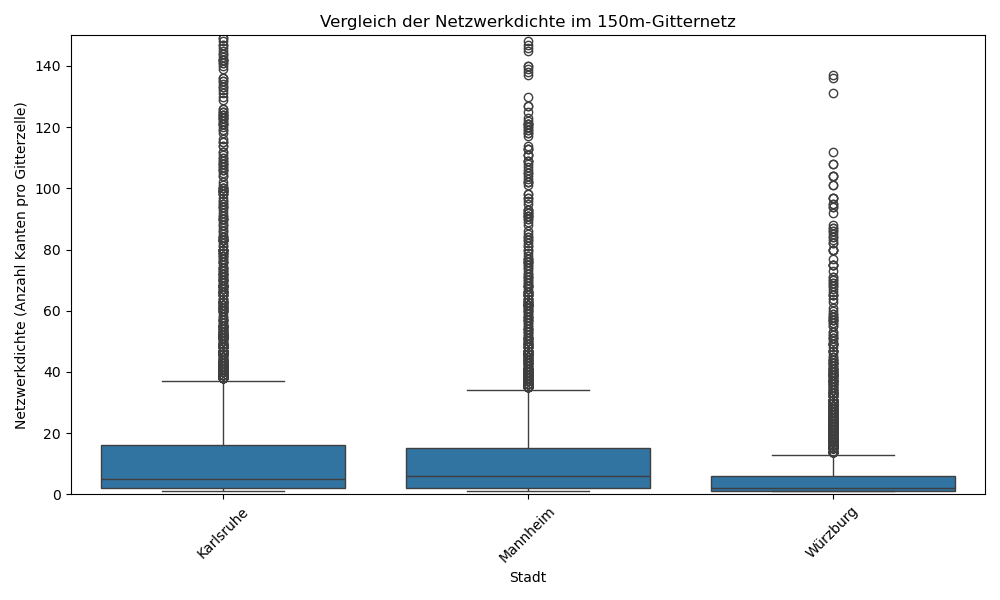 Vergleich der Netzwerkdichte im 150m-Gitternetz
Netzwerkdichte (Anzahl Kanten pro Gitterzelle)
140
120
100
80
60
40
20
0
Karlsruhe
Mannheim
Würzburg
Stadt